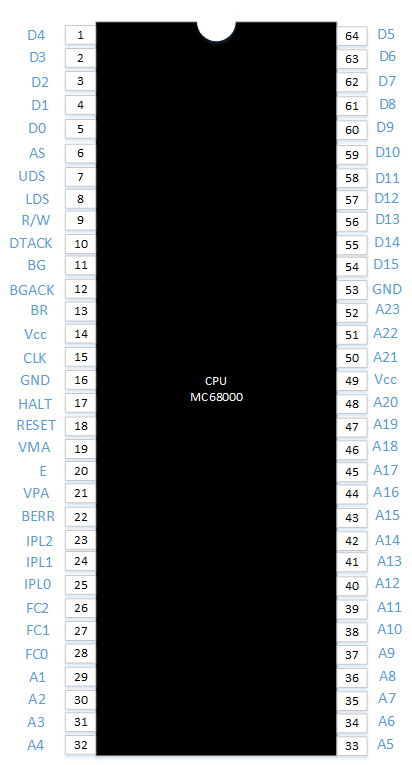 D4 1 64 D5
D3 2 63 D6
D2 3 62 D7
D1 4 61 D8
D0 5 60 D9
AS 6 59 D10
UDS 7 58 D11
LDS 8 57 D12
R/W 9 56 D13
DTACK 10 55 D14
BG 11 54 D15
BGACK 12 53 GND
BR 13 52 A23
Vcc 14 51 A22
CLK 15 50 A21
GND 16 49 Vcc
CPU
MC68000
HALT 17 48 A20
RESET 18 47 A19
VMA 19 46 A18
E 20 45 A17
VPA 21 44 A16
BERR 22 43 A15
IPL2 23 42 A14
IPL1 24 41 A13
IPL0 25 40 A12
FC2 26 39 A11
FC1 27 38 A10
FC0 28 37 A9
A1 29 36 A8
A2 30 35 A7
A3 31 34 A6
A4 32 33 A5